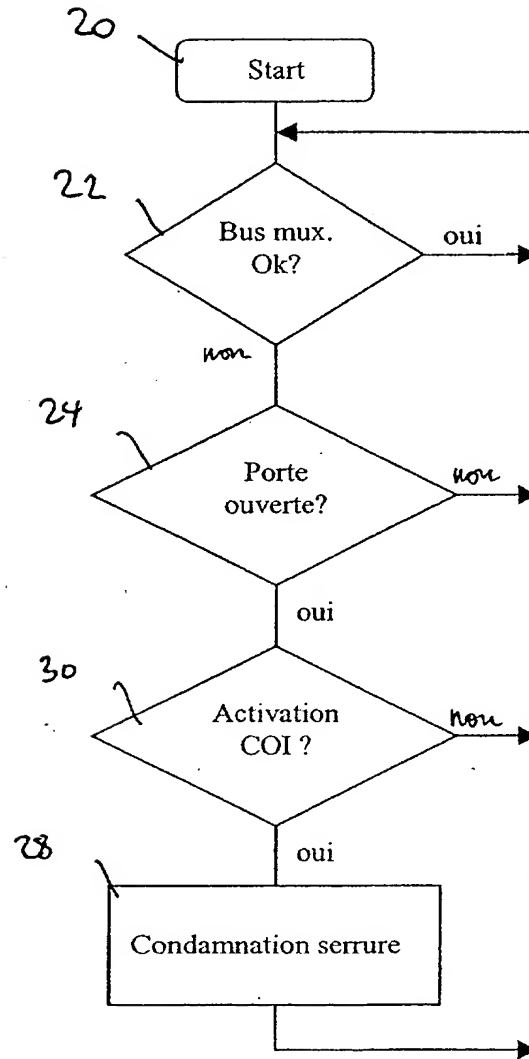 20
Start
22
Bus mux.
Ok?
oui
non
24
Porte
ouverte?
non
oui
30
Activation
COI ?
non
oui
28
Condamnation serrure